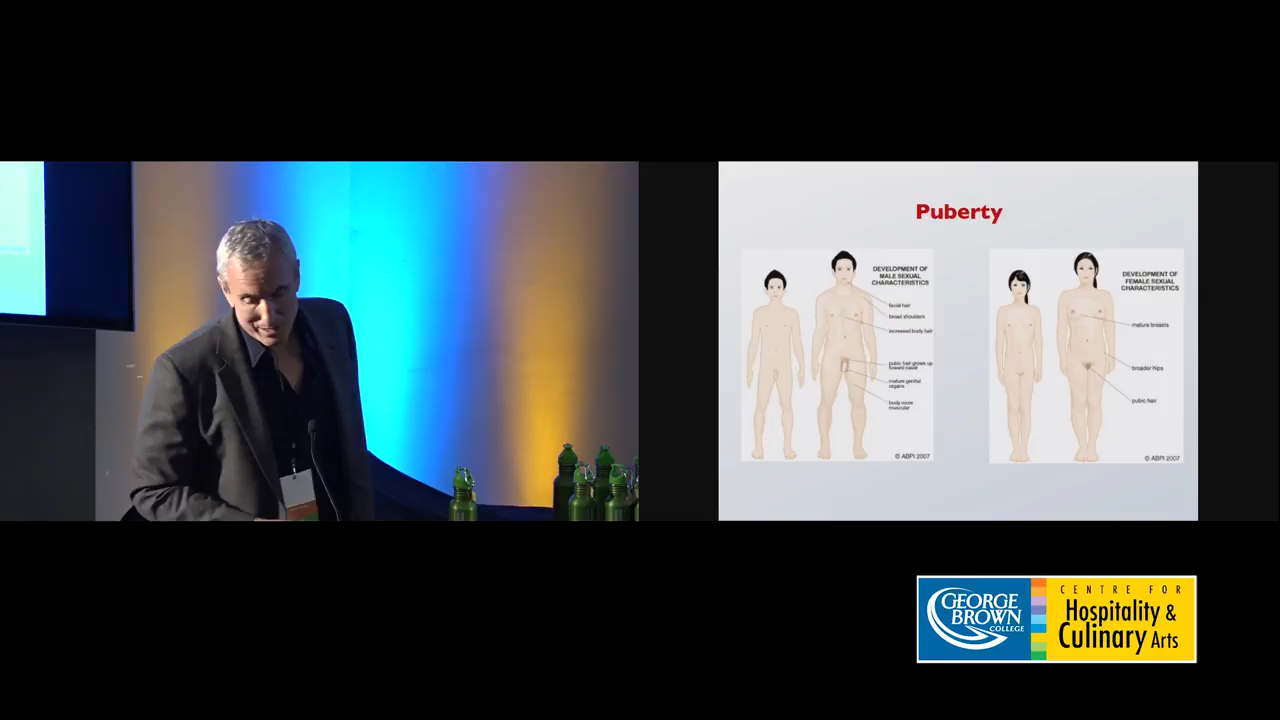 Puberty
DEVELOPMENT OF
MALE SEXUAL
CHARACTERISTICS
facial hair
broad shoulders
increased body hair
pubic hair grows up
toward navel
mature genital
organs
body more
muscular
© ABPI 2007
DEVELOPMENT OF
FEMALE SEXUAL
CHARACTERISTICS
mature breasts
broader hips
pubic hair
© ABPI 2007
GEORGE
BROWN
COLLEGE
CENTRE FOR
Hospitality &
Culinary Arts